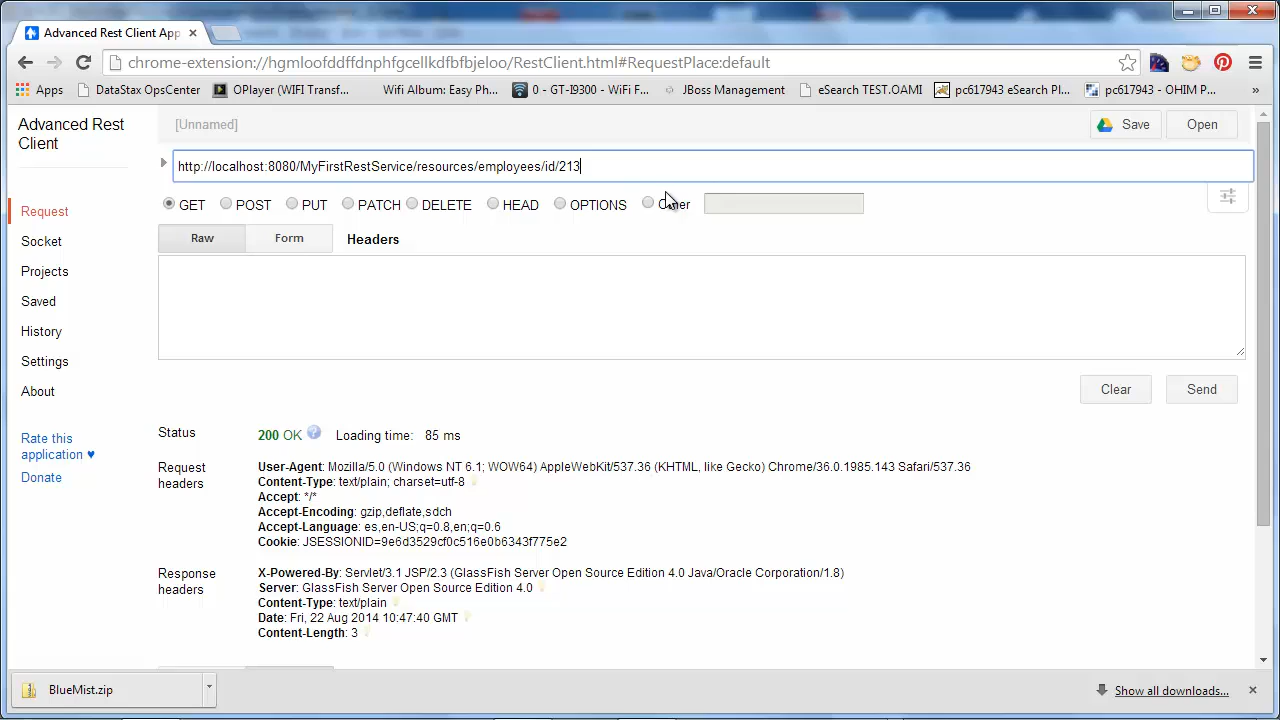 Advanced Rest Client App
chrome-extension://hgmloofddffdnphfgcellkdfbfbjeloo/RestClient.html#RequestPlace:default
Apps DataStax OpsCenter OPlayer (WIFI Transf... Wifi Album: Easy Ph... 0 - GT-I9300 - WiFi F... JBoss Management eSearch TEST.OAMI pc617943 eSearch Pl... pc617943 - OHIM P... »
Advanced Rest
Client
[Unnamed]
Save
Open
http://localhost:8080/MyFirstRestService/resources/employees/id/213
GET POST PUT PATCH DELETE HEAD OPTIONS Other
Raw Form Headers
Request
Socket
Projects
Saved
History
Settings
About
Rate this
application ♥
Donate
Clear Send
Status 200 OK Loading time: 85 ms
Request
headers
User-Agent: Mozilla/5.0 (Windows NT 6.1; WOW64) AppleWebKit/537.36 (KHTML, like Gecko) Chrome/36.0.1985.143 Safari/537.36
Content-Type: text/plain; charset=utf-8
Accept: */*
Accept-Encoding: gzip,deflate,sdch
Accept-Language: es,en-US;q=0.8,en;q=0.6
Cookie: JSESSIONID=9e6d3529cf0c516e0b6343f775e2
Response
headers
X-Powered-By: Servlet/3.1 JSP/2.3 (GlassFish Server Open Source Edition 4.0 Java/Oracle Corporation/1.8)
Server: GlassFish Server Open Source Edition 4.0
Content-Type: text/plain
Date: Fri, 22 Aug 2014 10:47:40 GMT
Content-Length: 3
BlueMist.zip
Show all downloads...